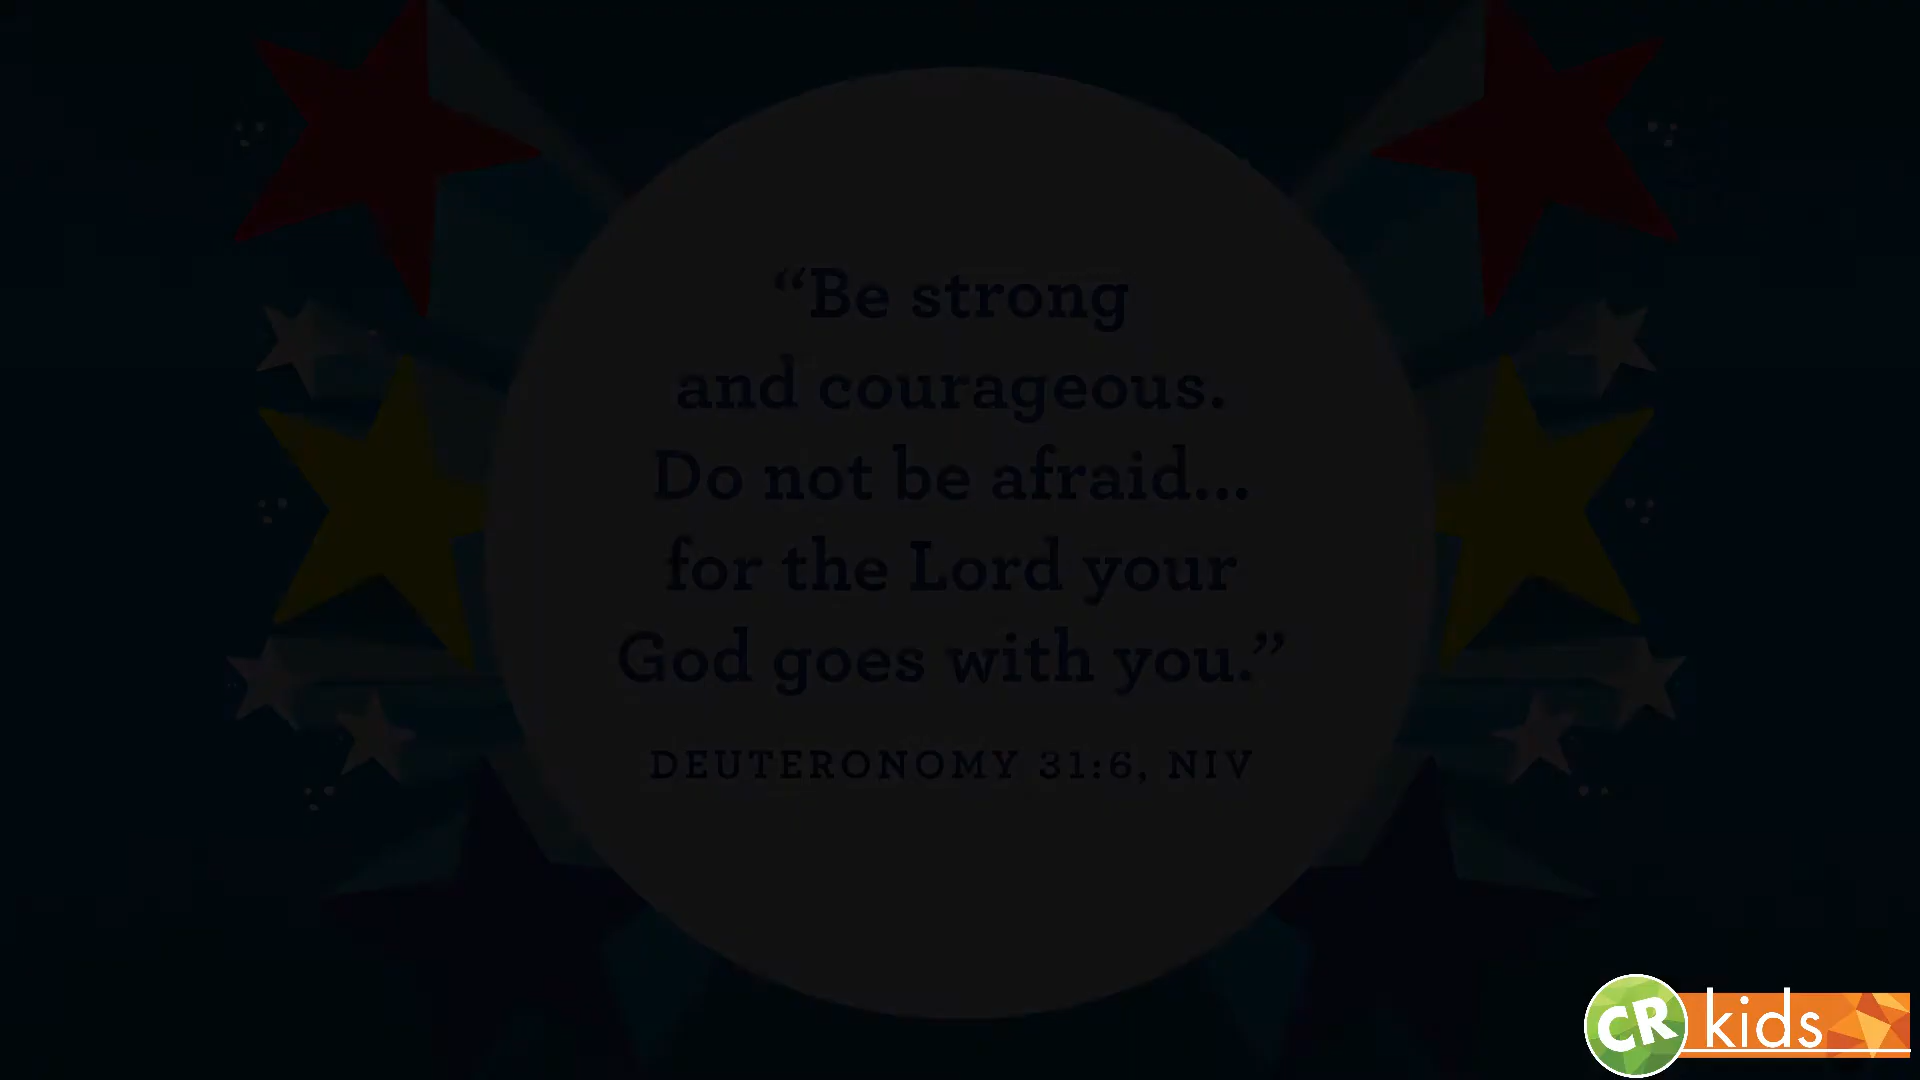 “Be strong
and courageous.
Do not be afraid...
for the Lord your
God goes with you.”
DEUTERONOMY 31:6, NIV
CR kids